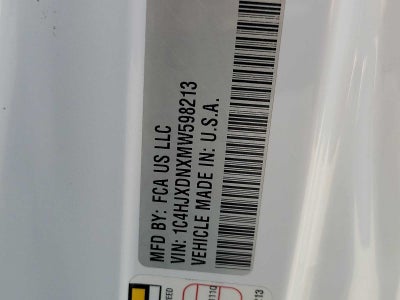 MFD BY: FCA US LLC
VIN: 1C4HJXDNXMW598213
VEHICLE MADE IN: U.S.A.